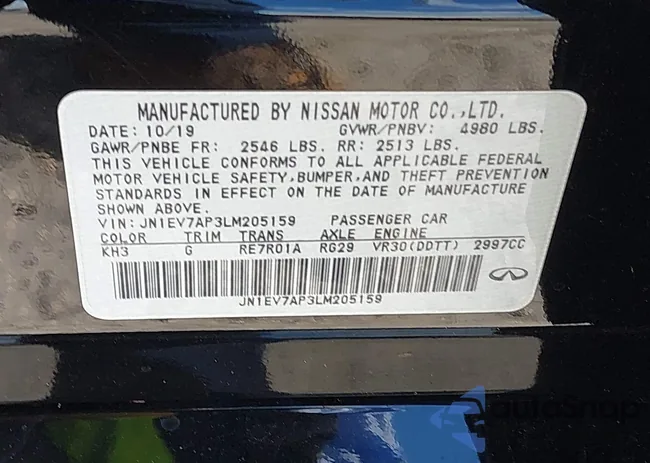 MANUFACTURED BY NISSAN MOTOR CO.,LTD.
DATE: 10/19 GVWR/PNBV: 4980 LBS.
GAWR/PNBE FR: 2546 LBS. RR: 2513 LBS.
THIS VEHICLE CONFORMS TO ALL APPLICABLE FEDERAL
MOTOR VEHICLE SAFETY,BUMPER,AND THEFT PREVENTION
STANDARDS IN EFFECT ON THE DATE OF MANUFACTURE
SHOWN ABOVE.
VIN: JN1EV7AP3LM205159 PASSENGER CAR
COLOR TRIM TRANS AXLE ENGINE
KH3 G RE7R01A RG29 VR30(DDTT) 2997CC
JN1EV7AP3LM205159
AutoSnap